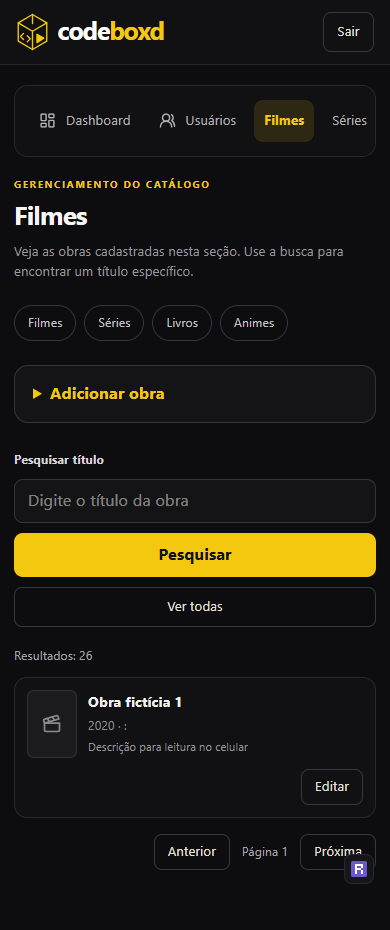 codeboxd
Sair
Dashboard Usuários Filmes Séries
GERENCIAMENTO DO CATÁLOGO
Filmes
Veja as obras cadastradas nesta seção. Use a busca para
encontrar um título específico.
Filmes Séries Livros Animes
Adicionar obra
Pesquisar título
Digite o título da obra
Pesquisar
Ver todas
Resultados: 26
Obra fictícia 1
2020 · :
Descrição para leitura no celular
Editar
Anterior Página 1 Próxima